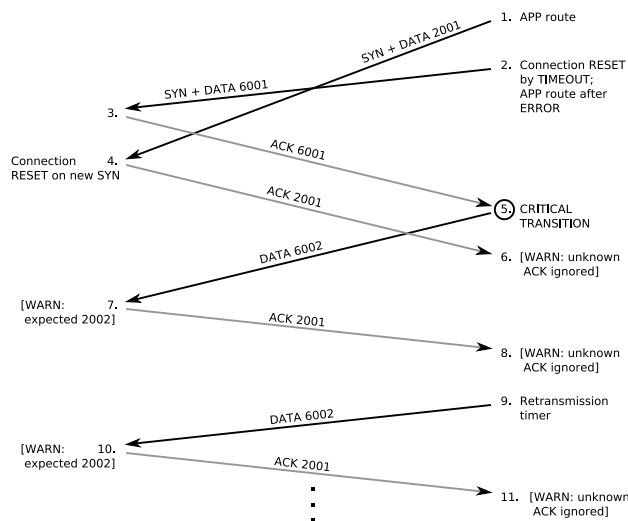 1. APP route
SYN + DATA 2001
2. Connection RESET
by TIMEOUT;
APP route after
ERROR
SYN + DATA 6001
3.
ACK 6001
Connection 4.
RESET on new SYN
ACK 2001
5. CRITICAL
TRANSITION
DATA 6002
6. [WARN: unknown
ACK ignored]
[WARN: 7.
expected 2002]
ACK 2001
8. [WARN: unknown
ACK ignored]
9. Retransmission
timer
DATA 6002
[WARN: 10.
expected 2002]
ACK 2001
11. [WARN: unknown
ACK ignored]